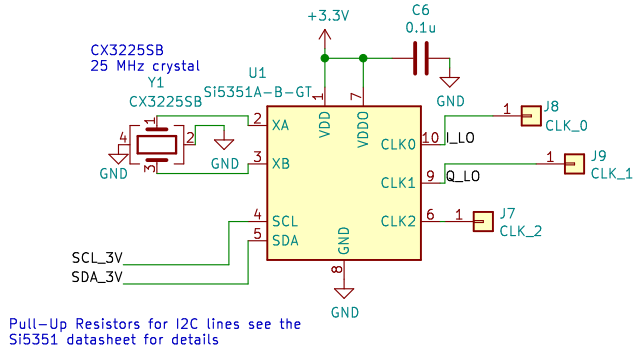 +3.3V
C6
0.1u
GND
CX3225SB
25 MHz crystal
Y1
CX3225SB
U1
Si5351A-B-GT
1
7
VDD
VDDO
1
4
2
3
GND
GND
2
XA
3
XB
4
SCL
5
SDA
SCL_3V
SDA_3V
CLK0
10
I_LO
1
J8
CLK_0
CLK1
9
Q_LO
1
J9
CLK_1
CLK2
6
1
J7
CLK_2
GND
8
GND
Pull-Up Resistors for I2C lines see the
Si5351 datasheet for details